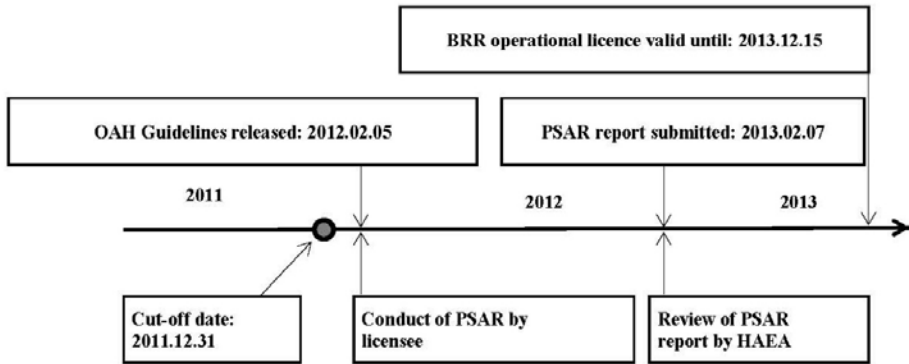 BRR operational licence valid until: 2013.12.15
OAH Guidelines released: 2012.02.05
PSAR report submitted: 2013.02.07
2011
2012
2013
Cut-off date:
2011.12.31
Conduct of PSAR by
licensee
Review of PSAR
report by HAEA